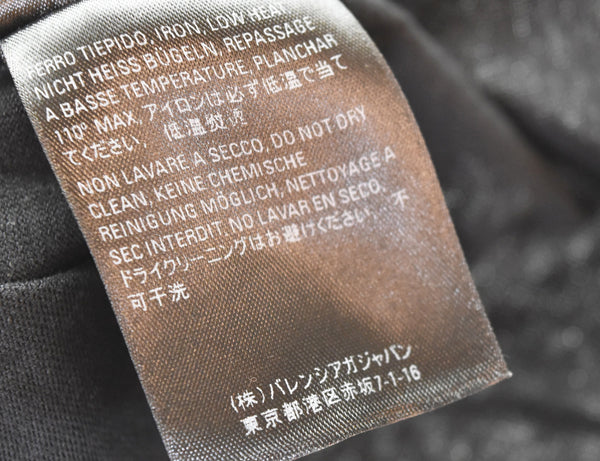 FERRO TIEPIDO, IRON, LOW HEAT
NICHT HEISS BÜGELN, REPASSAGE
A BASSE TEMPERATURE, PLANCHAR
110° MAX. アイロンは必ず低温で当
てください. 低温熨烫
NON LAVARE A SECCO, DO NOT DRY
CLEAN, KEINE CHEMISCHE
REINIGUNG MÖGLICH, NETTOYAGE A
SEC INTERDIT NO LAVAR EN SECO,
ドライクリーニングはお避けください, 不
可干洗
(株) バレンシアガジャパン
東京都港区赤坂7-1-16